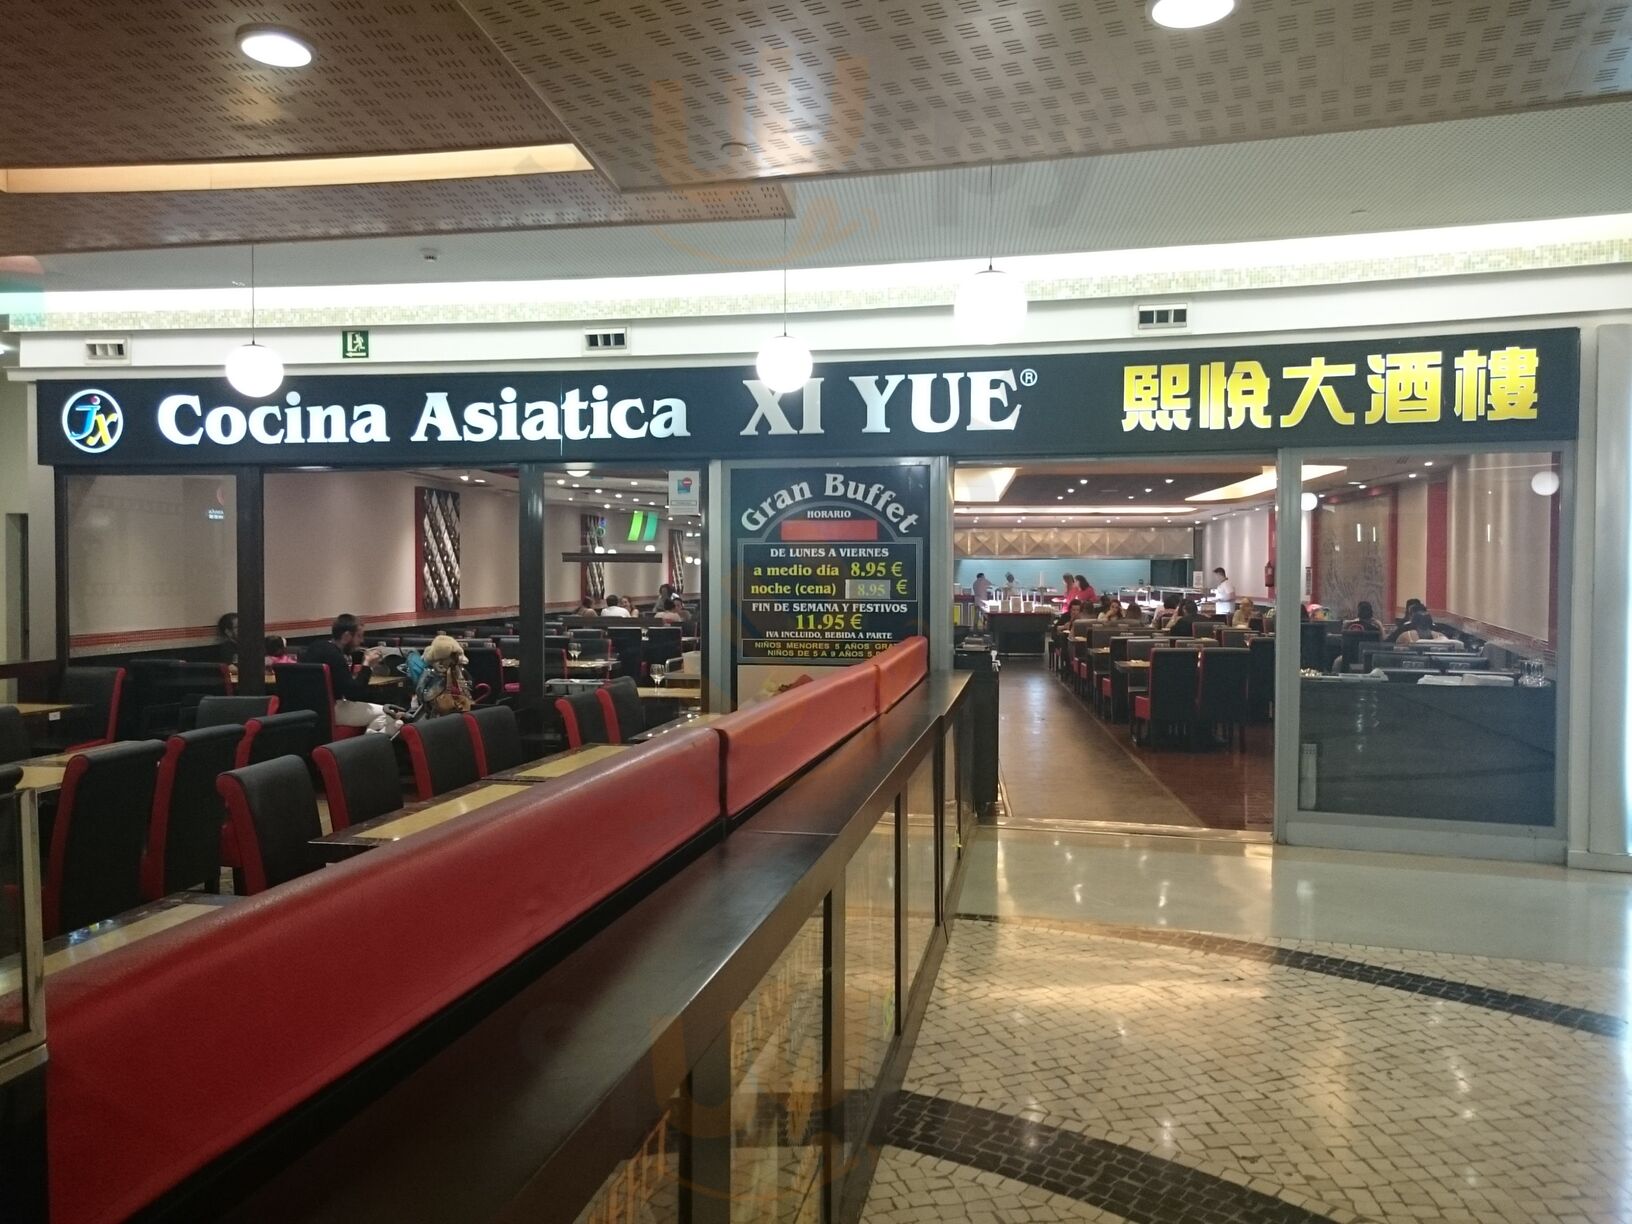 JX Cocina Asiatica XI YUE® 熙悅大酒樓
Gran Buffet
HORARIO
DE LUNES A VIERNES
a medio día 8.95 €
noche (cena) 8.95 €
FIN DE SEMANA Y FESTIVOS
11.95 €
IVA INCLUIDO, BEBIDA A PARTE
NIÑOS MENORES 5 AÑOS
NIÑOS DE 5 A 9 AÑOS